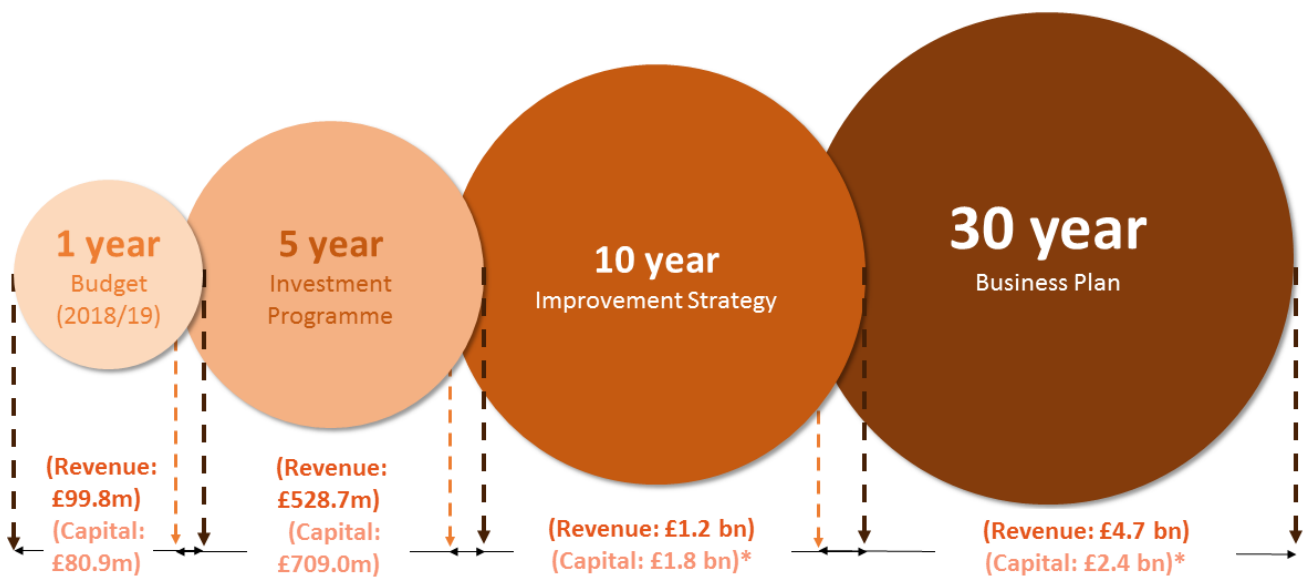 1 year
Budget
(2018/19)
5 year
Investment
Programme
10 year
Improvement Strategy
30 year
Business Plan
(Revenue:
£99.8m)
(Capital:
£80.9m)
(Revenue:
£528.7m)
(Capital:
£709.0m)
(Revenue: £1.2 bn)
(Capital: £1.8 bn)*
(Revenue: £4.7 bn)
(Capital: £2.4 bn)*